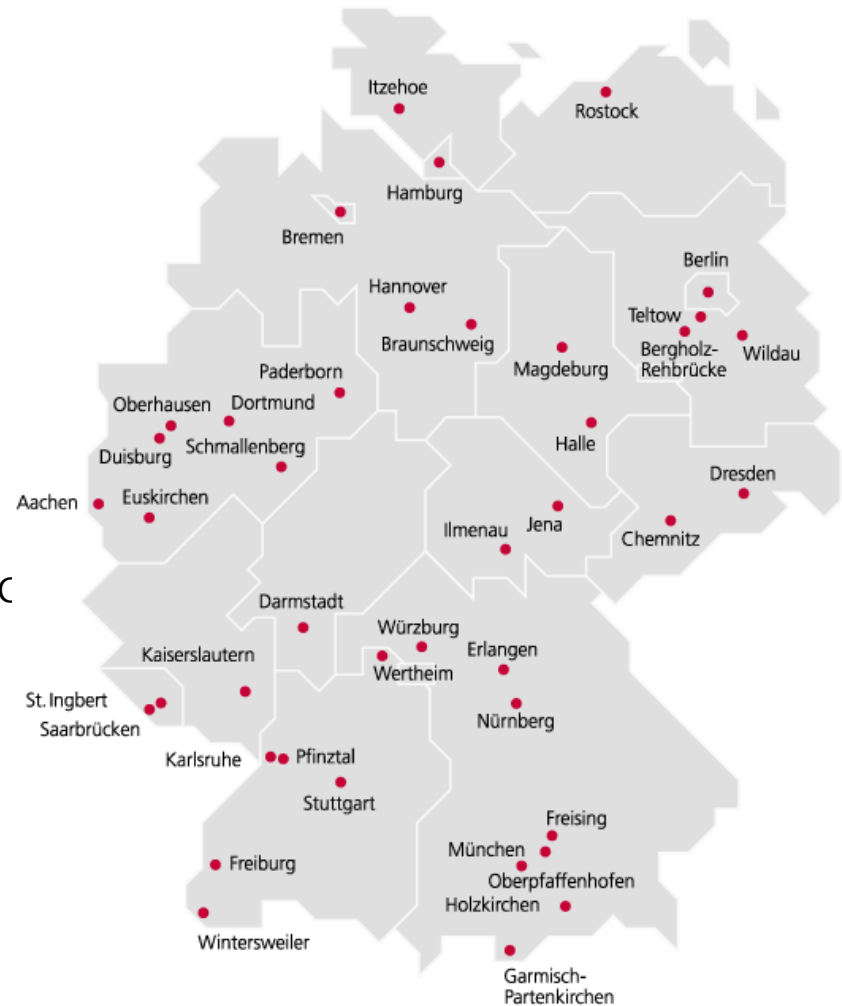 Itzehoe
Rostock
Hamburg
Bremen
Berlin
Hannover
Teltow
Braunschweig
Bergholz-
Rehbrücke
Wildau
Magdeburg
Paderborn
Oberhausen
Dortmund
Halle
Duisburg
Schmallenberg
Dresden
Aachen
Euskirchen
Jena
Ilmenau
Chemnitz
Darmstadt
Würzburg
Kaiserslautern
Erlangen
Wertheim
St. Ingbert
Nürnberg
Saarbrücken
Karlsruhe
Pfinztal
Stuttgart
Freising
München
Freiburg
Oberpfaffenhofen
Holzkirchen
Wintersweiler
Garmisch-
Partenkirchen